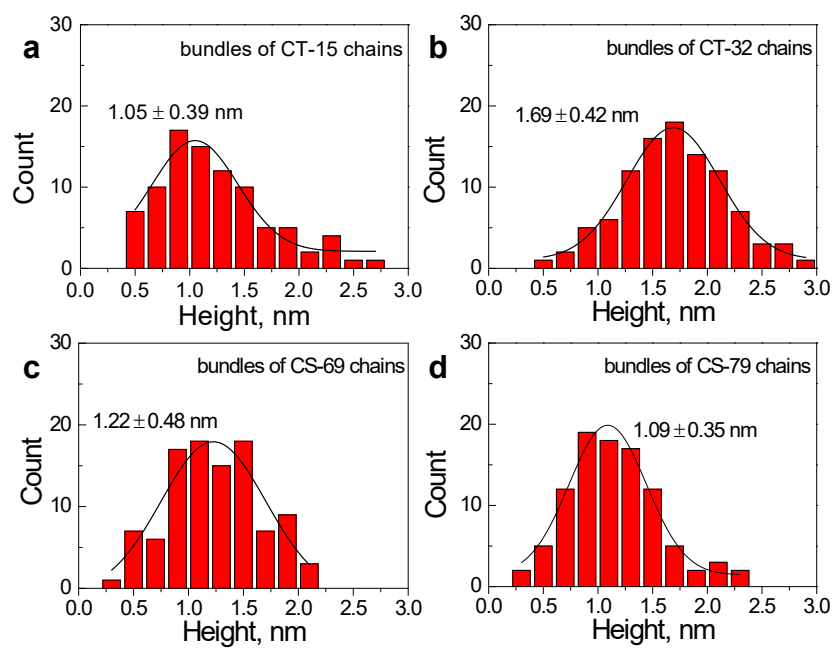 a
bundles of CT-15 chains
1.05 ± 0.39 nm
Count
30
20
10
0
0.0 0.5 1.0 1.5 2.0 2.5 3.0
Height, nm
b
bundles of CT-32 chains
1.69 ± 0.42 nm
Count
30
20
10
0
0.0 0.5 1.0 1.5 2.0 2.5 3.0
Height, nm
c
bundles of CS-69 chains
1.22 ± 0.48 nm
Count
30
20
10
0
0.0 0.5 1.0 1.5 2.0 2.5 3.0
Height, nm
d
bundles of CS-79 chains
1.09 ± 0.35 nm
Count
30
20
10
0
0.0 0.5 1.0 1.5 2.0 2.5 3.0
Height, nm